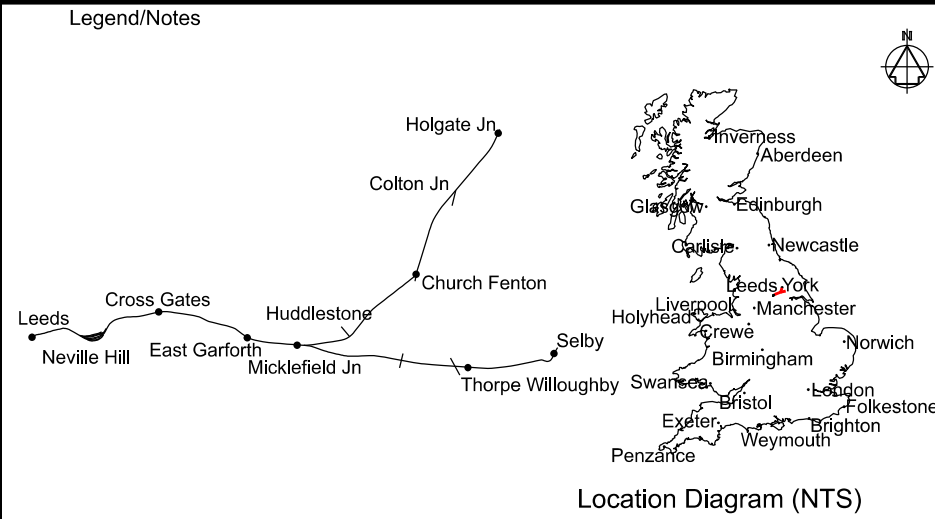 Legend/Notes
N
Holgate Jn
Colton Jn
Church Fenton
Huddlestone
Cross Gates
Leeds
Neville Hill
East Garforth
Micklefield Jn
Selby
Thorpe Willoughby
Inverness
Aberdeen
Glasgow
Edinburgh
Carlisle
Newcastle
Leeds York
Liverpool
Manchester
Holyhead
Crewe
Norwich
Birmingham
Swansea
London
Bristol
Folkestone
Exeter
Brighton
Weymouth
Penzance
Location Diagram (NTS)